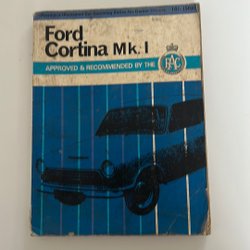 Ford
Cortina Mk. I
APPROVED & RECOMMENDED BY THE
RAC